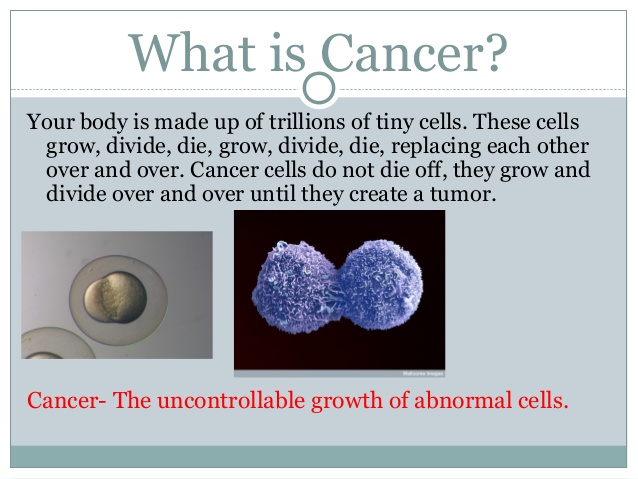 What is Cancer?
Your body is made up of trillions of tiny cells. These cells
grow, divide, die, grow, divide, die, replacing each other
over and over. Cancer cells do not die off, they grow and
divide over and over until they create a tumor.
Wellcome Images
Cancer- The uncontrollable growth of abnormal cells.